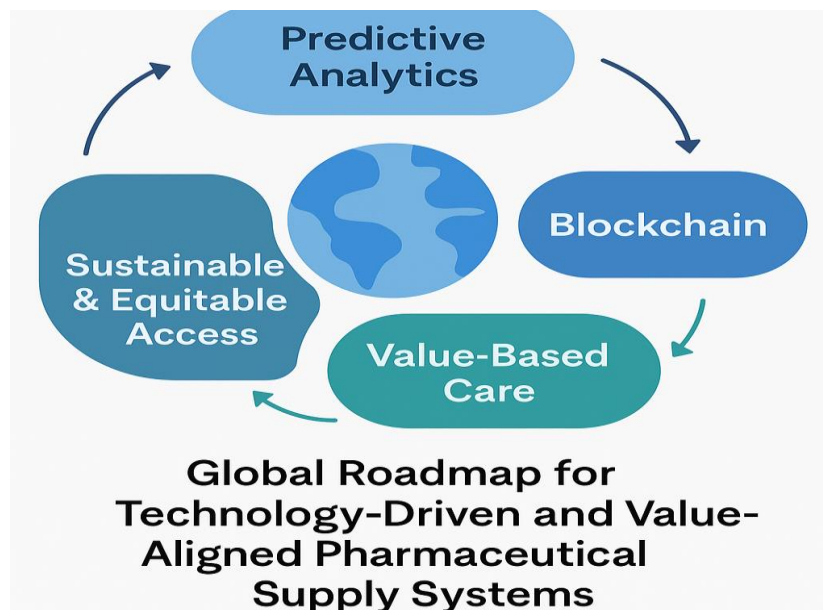 Predictive
Analytics
Blockchain
Sustainable
& Equitable
Access
Value-Based
Care
Global Roadmap for
Technology-Driven and Value-
Aligned Pharmaceutical
Supply Systems